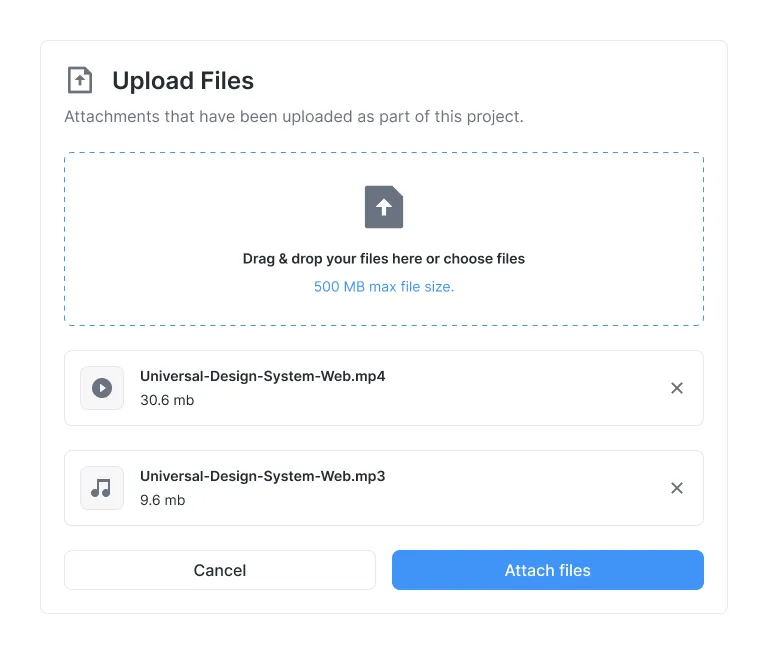 Upload Files
Attachments that have been uploaded as part of this project.
Drag & drop your files here or choose files
500 MB max file size.
Universal-Design-System-Web.mp4
30.6 mb
Universal-Design-System-Web.mp3
9.6 mb
Cancel
Attach files